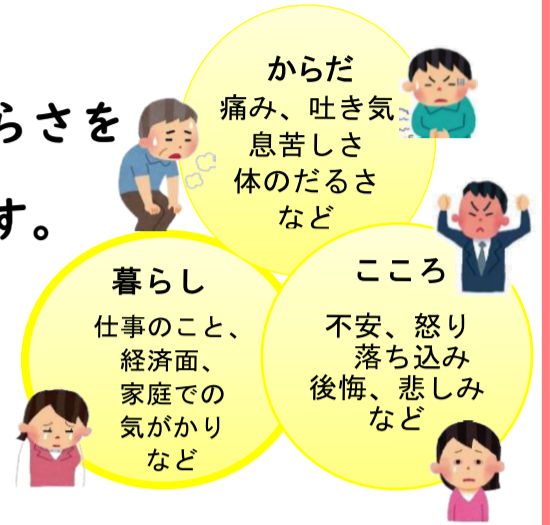 らさを
す。
からだ
痛み、吐き気
息苦しさ
体のだるさ
など
暮らし
仕事のこと、
経済面、
家庭での
気がかり
など
こころ
不安、怒り
落ち込み
後悔、悲しみ
など